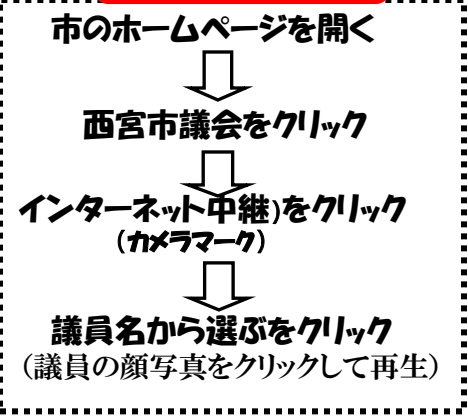 市のホームページを開く
西宮市議会をクリック
インターネット中継)をクリック
(カメラマーク)
議員名から選ぶをクリック
(議員の顔写真をクリックして再生)